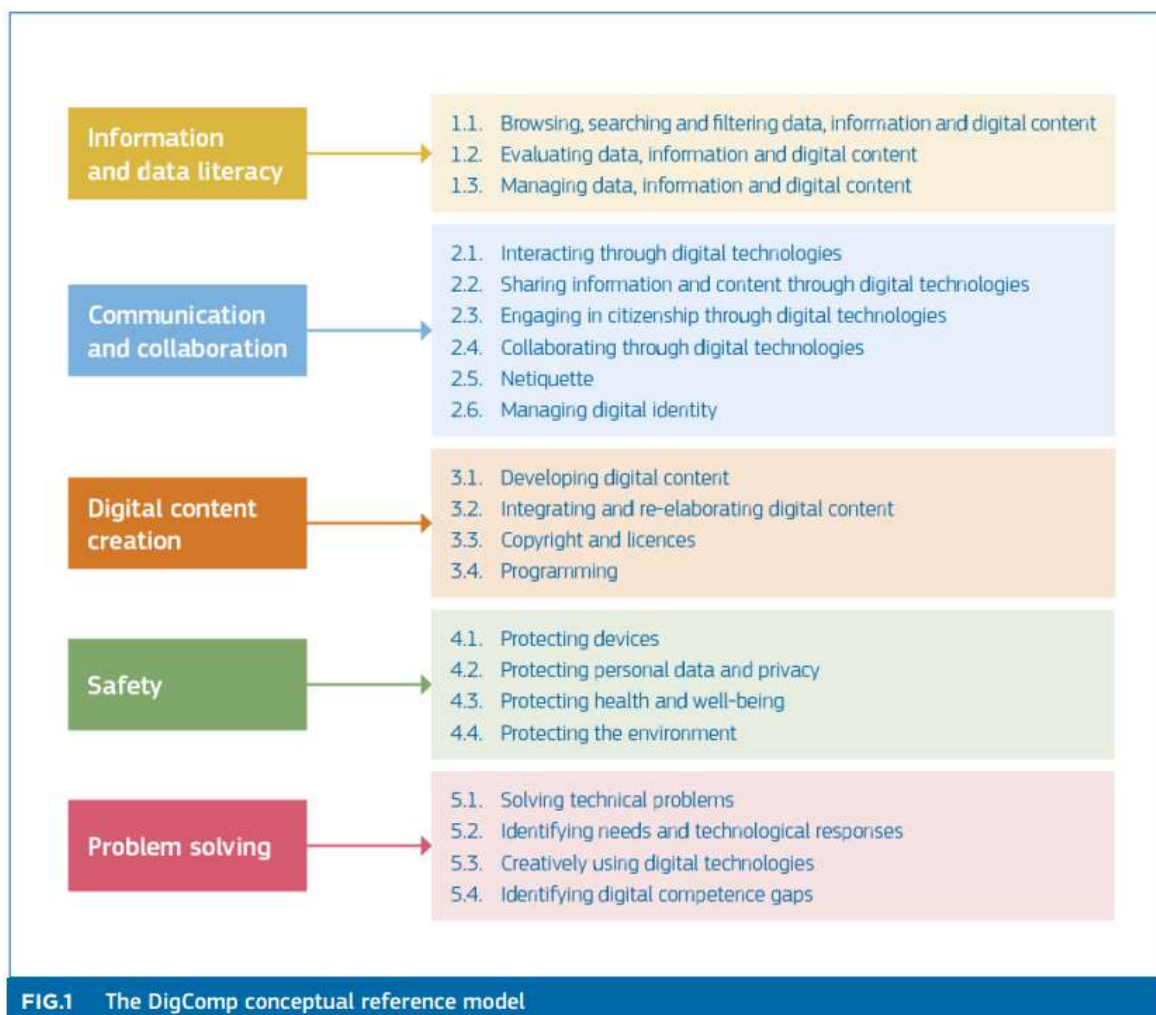 Information
and data literacy
1.1. Browsing, searching and filtering data, information and digital content
1.2. Evaluating data, information and digital content
1.3. Managing data, information and digital content
Communication
and collaboration
2.1. Interacting through digital technologies
2.2. Sharing information and content through digital technologies
2.3. Engaging in citizenship through digital technologies
2.4. Collaborating through digital technologies
2.5. Netiquette
2.6. Managing digital identity
Digital content
creation
3.1. Developing digital content
3.2. Integrating and re-elaborating digital content
3.3. Copyright and licences
3.4. Programming
Safety
4.1. Protecting devices
4.2. Protecting personal data and privacy
4.3. Protecting health and well-being
4.4. Protecting the environment
Problem solving
5.1. Solving technical problems
5.2. Identifying needs and technological responses
5.3. Creatively using digital technologies
5.4. Identifying digital competence gaps
FIG.1 The DigComp conceptual reference model